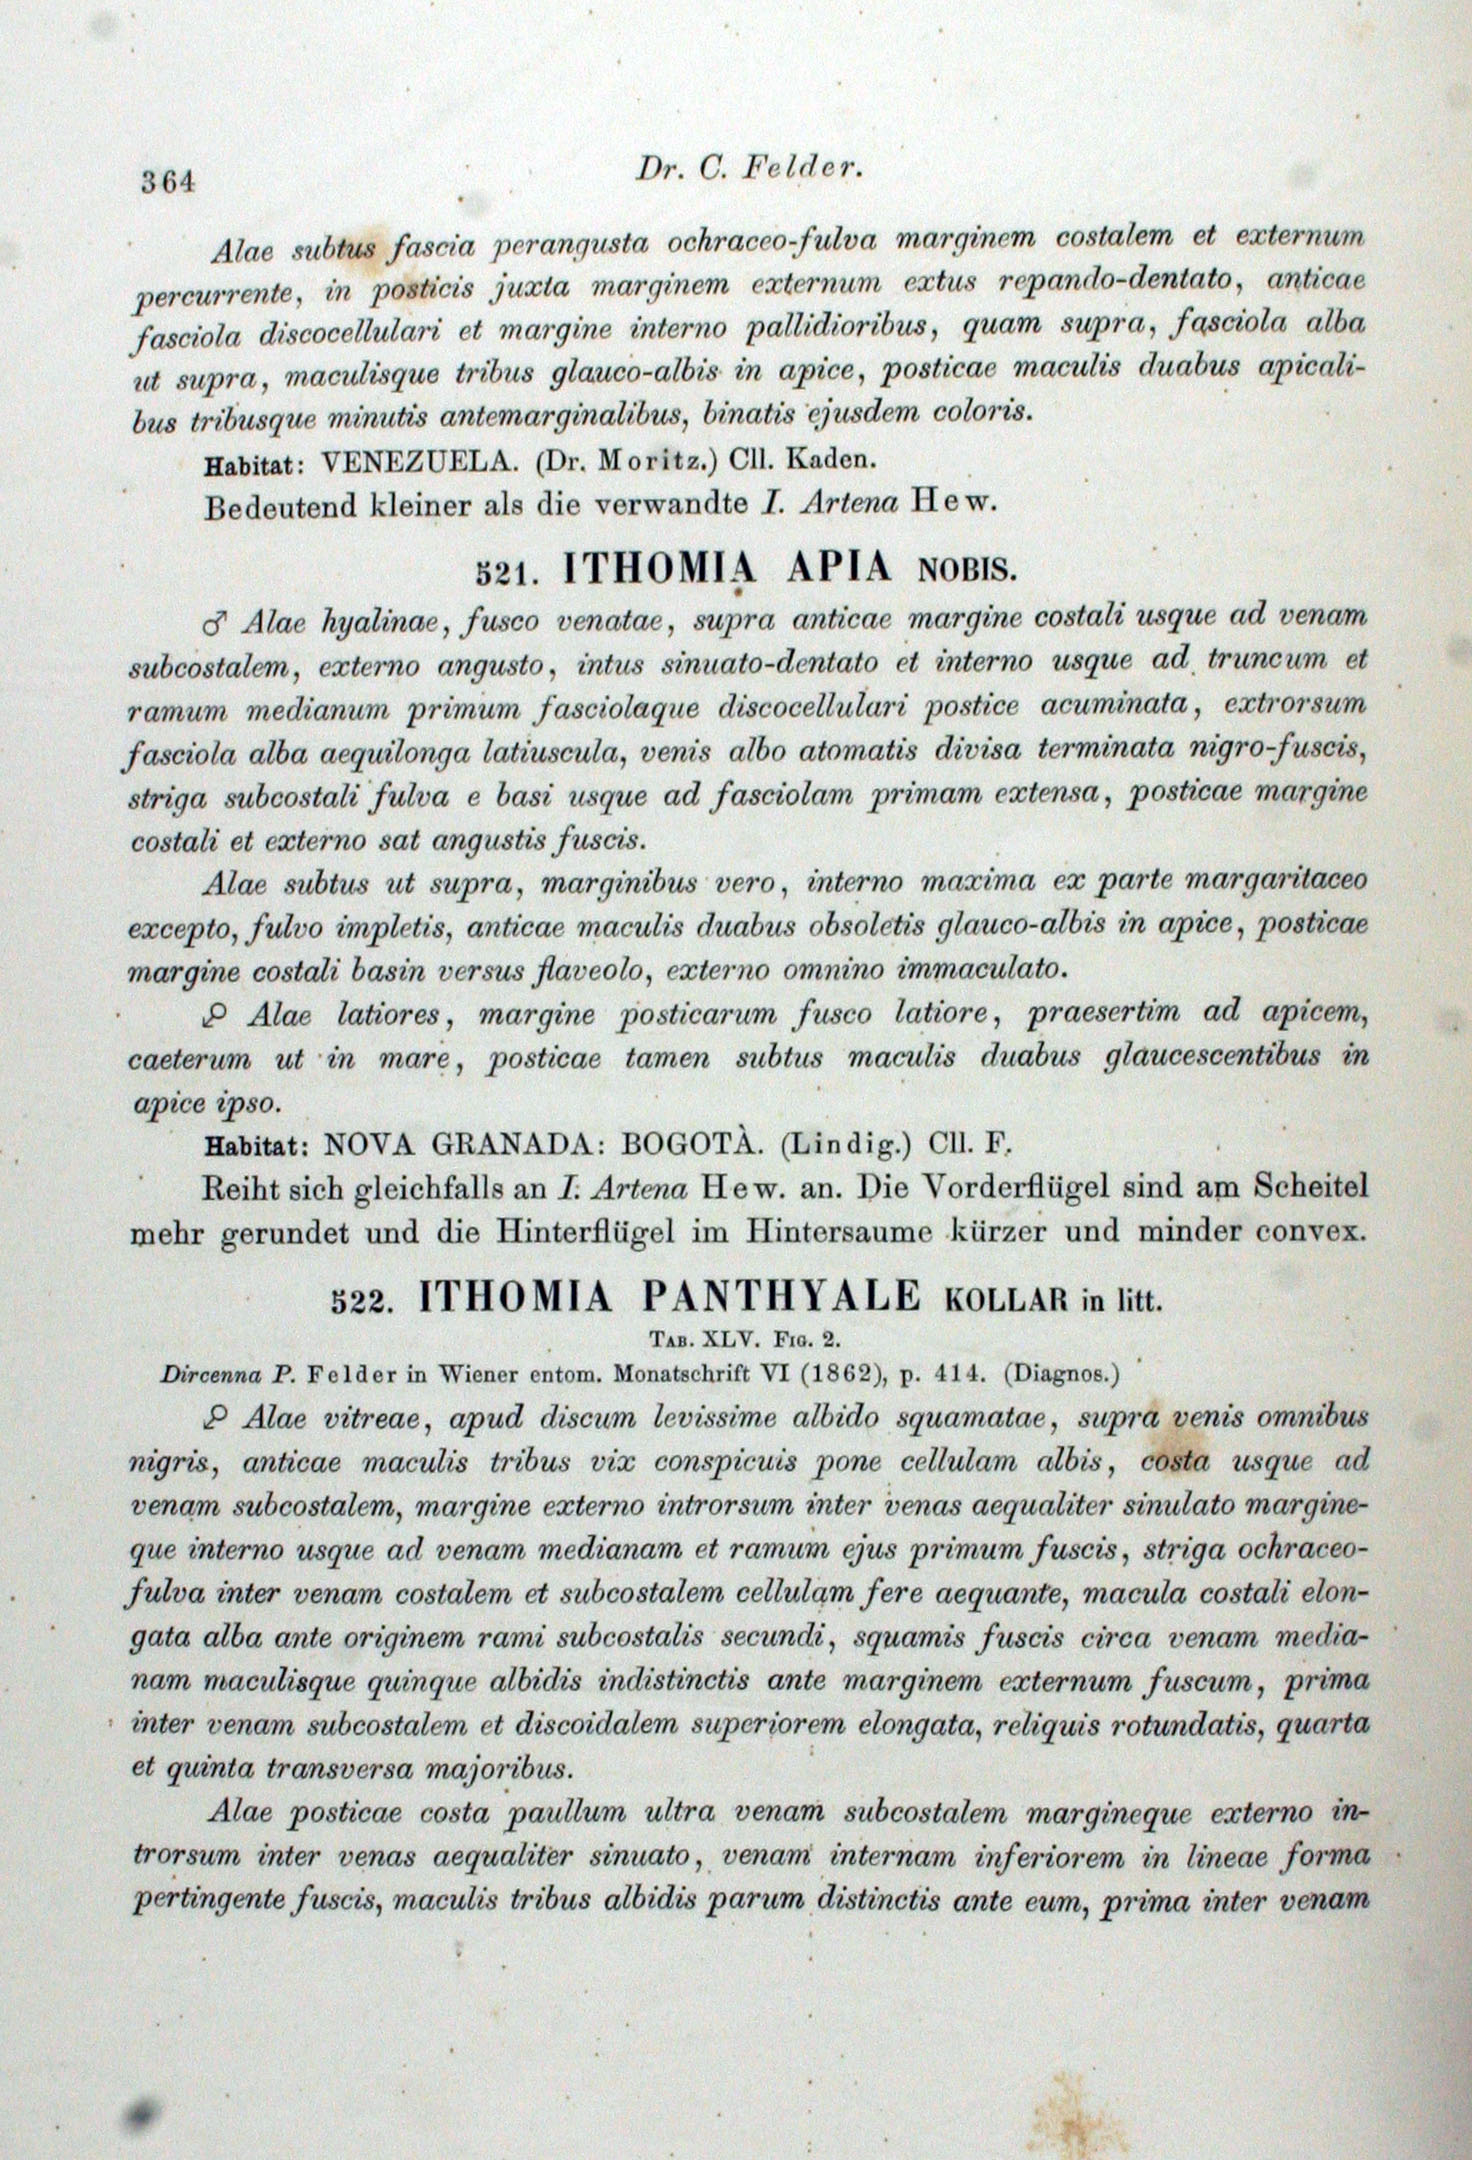 364
Dr. C. Felder.
Alae subtus fascia perangusta ochraceo-fulva marginem costalem et externum
percurrente, in posticis juxta marginem externum extus repando-dentato, anticae
fasciola discocellulari et margine interno pallidioribus, quam supra, fasciola alba
ut supra, maculisque tribus glauco-albis in apice, posticae maculis duabus apicali-
bus tribusque minutis antemarginalibus, binatis ejusdem coloris.
Habitat: VENEZUELA. (Dr. Moritz.) Cll. Kaden.
Bedeutend kleiner als die verwandte I. Artena Hew.
521. ITHOMIA APIA NOBIS.
♂ Alae hyalinae, fusco venatae, supra anticae margine costali usque ad venam
subcostalem, externo angusto, intus sinuato-dentato et interno usque ad truncum et
ramum medianum primum fasciolaque discocellulari postice acuminata, extrorsum
fasciola alba aequilonga latiuscula, venis albo atomatis divisa terminata nigro-fuscis,
striga subcostali fulva e basi usque ad fasciolam primam extensa, posticae margine
costali et externo sat angustis fuscis.
Alae subtus ut supra, marginibus vero, interno maxima ex parte margaritaceo
excepto, fulvo impletis, anticae maculis duabus obsoletis glauco-albis in apice, posticae
margine costali basin versus flaveolo, externo omnino immaculato.
♀ Alae latiores, margine posticarum fusco latiore, praesertim ad apicem,
caeterum ut in mare, posticae tamen subtus maculis duabus glaucescentibus in
apice ipso.
Habitat: NOVA GRANADA: BOGOTÀ. (Lindig.) Cll. F.
Reiht sich gleichfalls an I. Artena Hew. an. Die Vorderflügel sind am Scheitel
mehr gerundet und die Hinterflügel im Hintersaume kürzer und minder convex.
522. ITHOMIA PANTHYALE KOLLAR in litt.
TAB. XLV. FIG. 2.
Dircenna P. Felder in Wiener entom. Monatschrift VI (1862), p. 414. (Diagnos.)
♀ Alae vitreae, apud discum levissime albido squamatae, supra venis omnibus
nigris, anticae maculis tribus vix conspicuis pone cellulam albis, costa usque ad
venam subcostalem, margine externo introrsum inter venas aequaliter sinulato margine-
que interno usque ad venam medianam et ramum ejus primum fuscis, striga ochraceo-
fulva inter venam costalem et subcostalem cellulam fere aequante, macula costali elon-
gata alba ante originem rami subcostalis secundi, squamis fuscis circa venam media-
nam maculisque quinque albidis indistinctis ante marginem externum fuscum, prima
inter venam subcostalem et discoidalem superiorem elongata, reliquis rotundatis, quarta
et quinta transversa majoribus.
Alae posticae costa paullum ultra venam subcostalem margineque externo in-
trorsum inter venas aequaliter sinuato, venam internam inferiorem in lineae forma
pertingente fuscis, maculis tribus albidis parum distinctis ante eum, prima inter venam